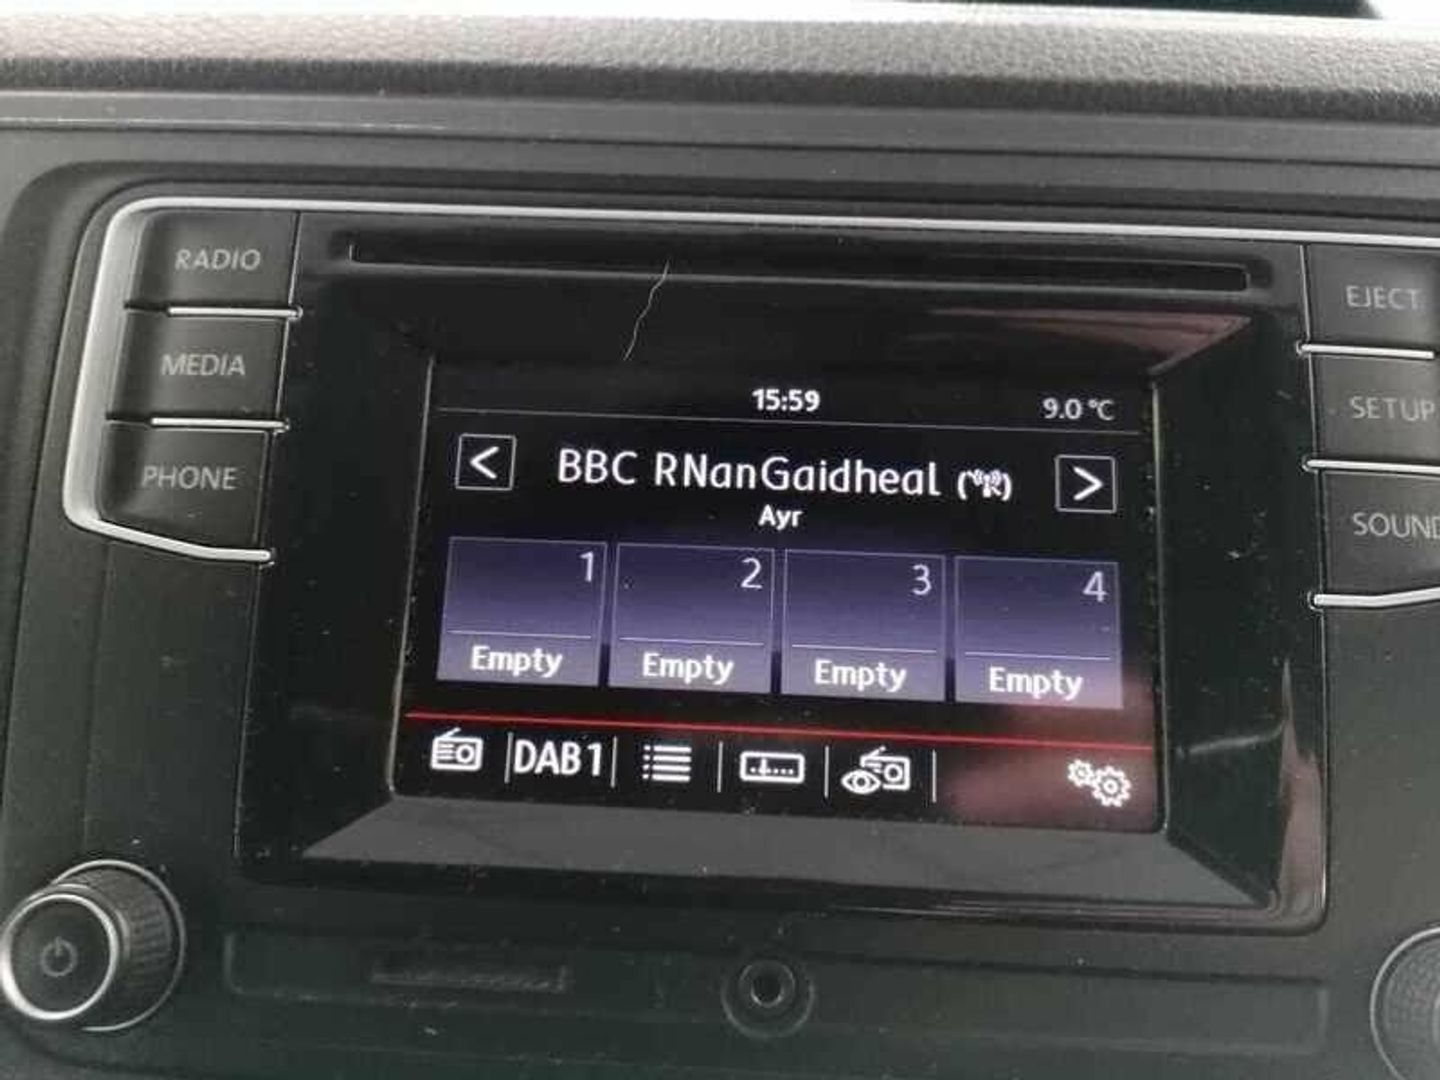 RADIO
MEDIA
PHONE
EJECT
SETUP
SOUND
15:59
9.0 °C
< BBC RNanGaidheal >
Ayr
1 2 3 4
Empty Empty Empty Empty
DAB1